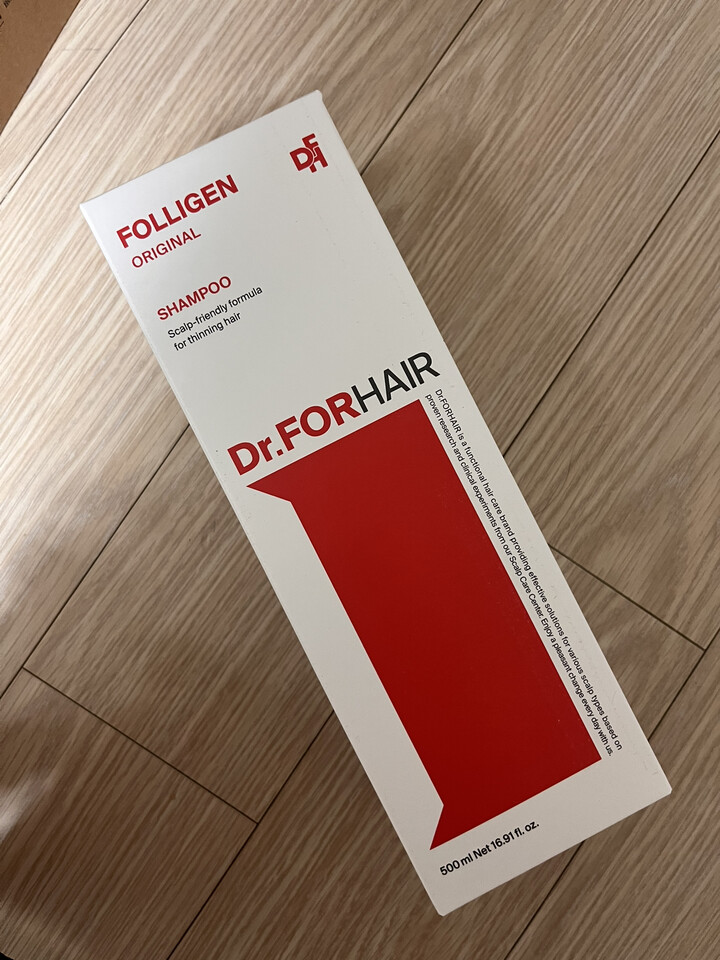 DFH
FOLLIGEN
ORIGINAL
SHAMPOO
Scalp-friendly formula
for thinning hair
Dr.FORHAIR
Dr.FORHAIR is a functional hair care brand providing effective solutions for various scalp types based on
proven research and clinical experiments from our Scalp Care Center. Enjoy a pleasant change every day with us.
500 ml Net 16.91 fl. oz.